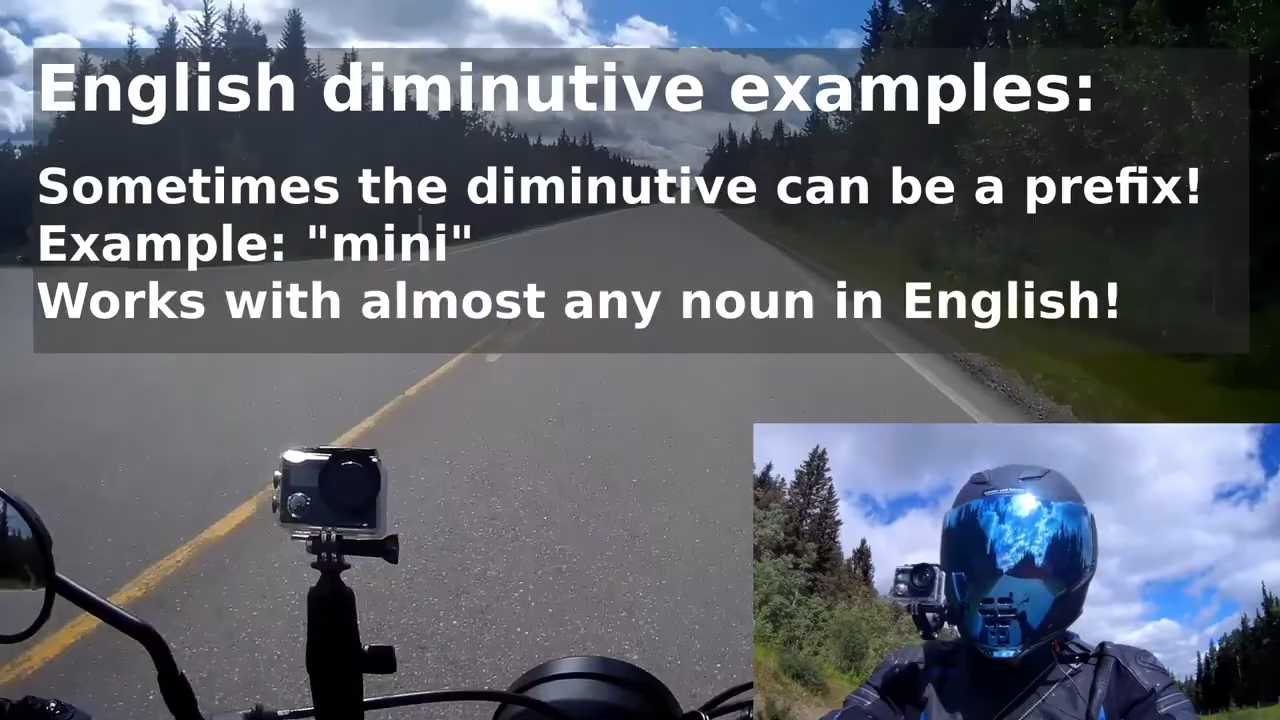 English diminutive examples:
Sometimes the diminutive can be a prefix!
Example: "mini"
Works with almost any noun in English!